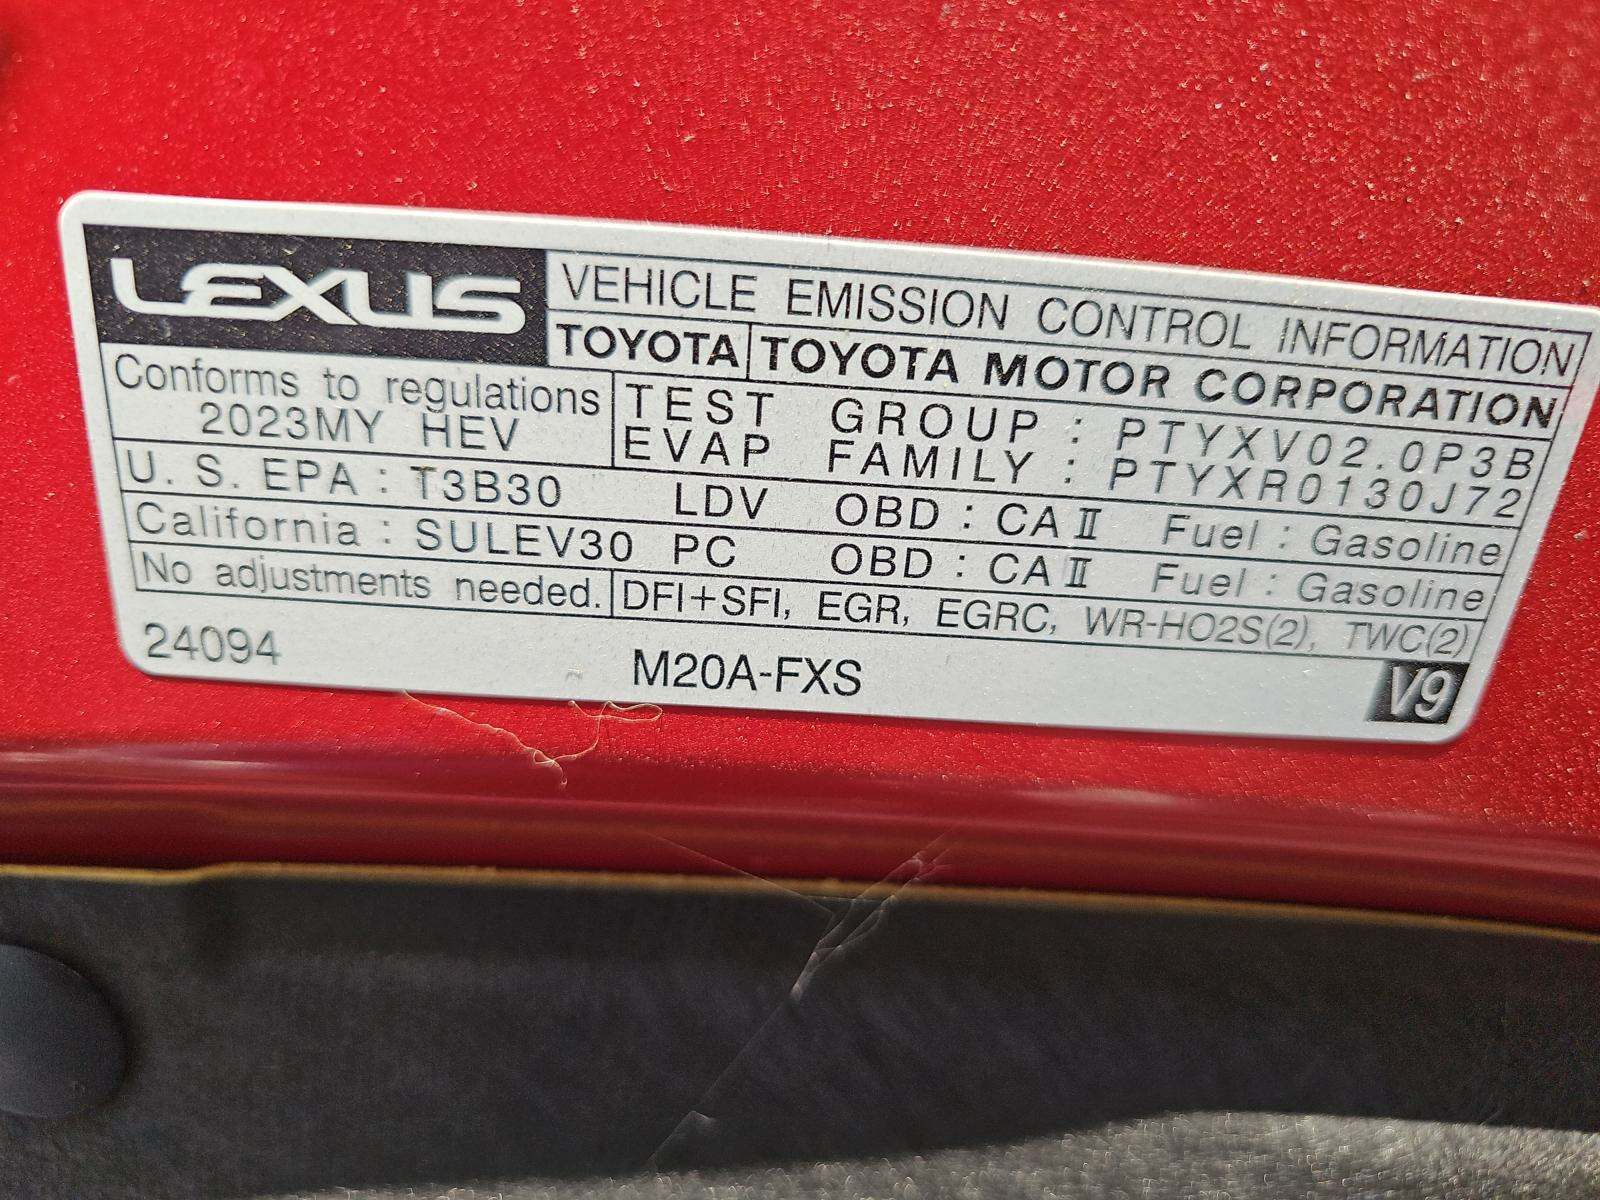 LEXUS VEHICLE EMISSION CONTROL INFORMATION
TOYOTA TOYOTA MOTOR CORPORATION
Conforms to regulations
2023MY HEV
TEST GROUP : PTYXV02.0P3B
EVAP FAMILY : PTYXR0130J72
U. S. EPA : T3B30 LDV OBD : CA II Fuel : Gasoline
California : SULEV30 PC OBD : CA II Fuel : Gasoline
No adjustments needed. DFI+SFI, EGR, EGRC, WR-HO2S(2), TWC(2)
24094 M20A-FXS V9